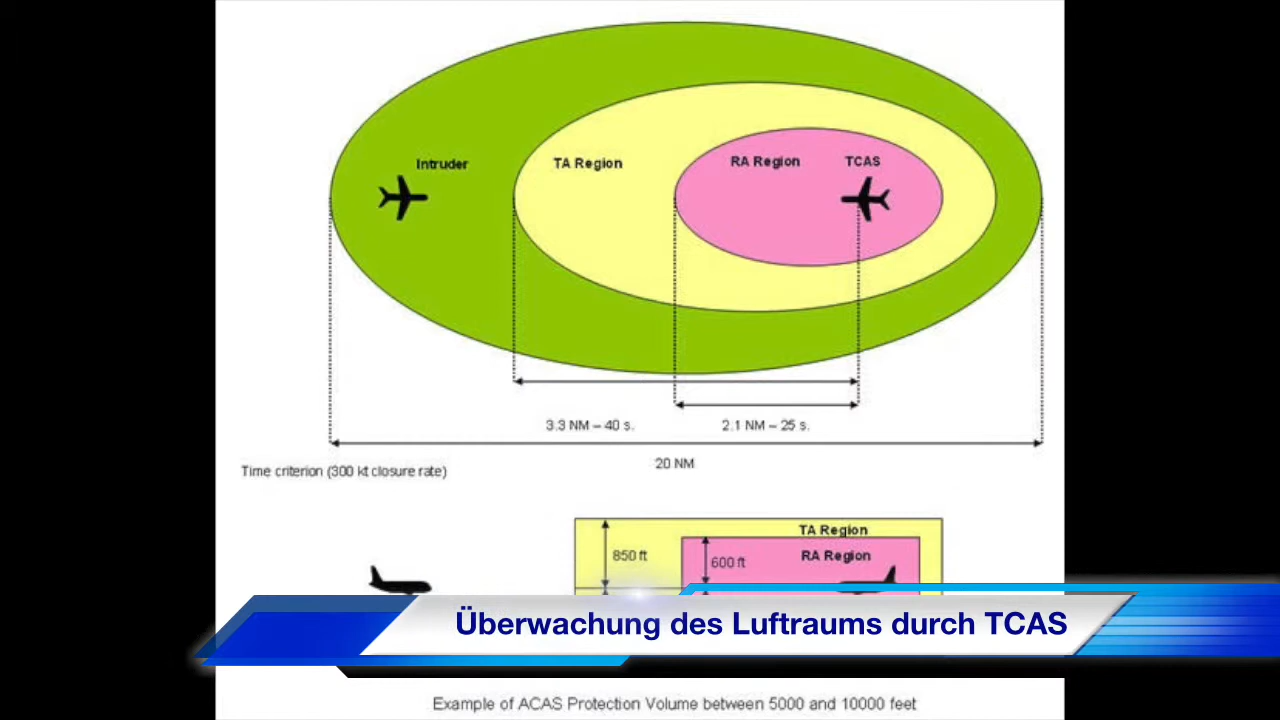 Intruder
TA Region
RA Region
TCAS
3.3 NM – 40 s.
2.1 NM – 25 s.
20 NM
Time criterion (300 kt closure rate)
TA Region
850 ft
RA Region
600 ft
Überwachung des Luftraums durch TCAS
Example of ACAS Protection Volume between 5000 and 10000 feet